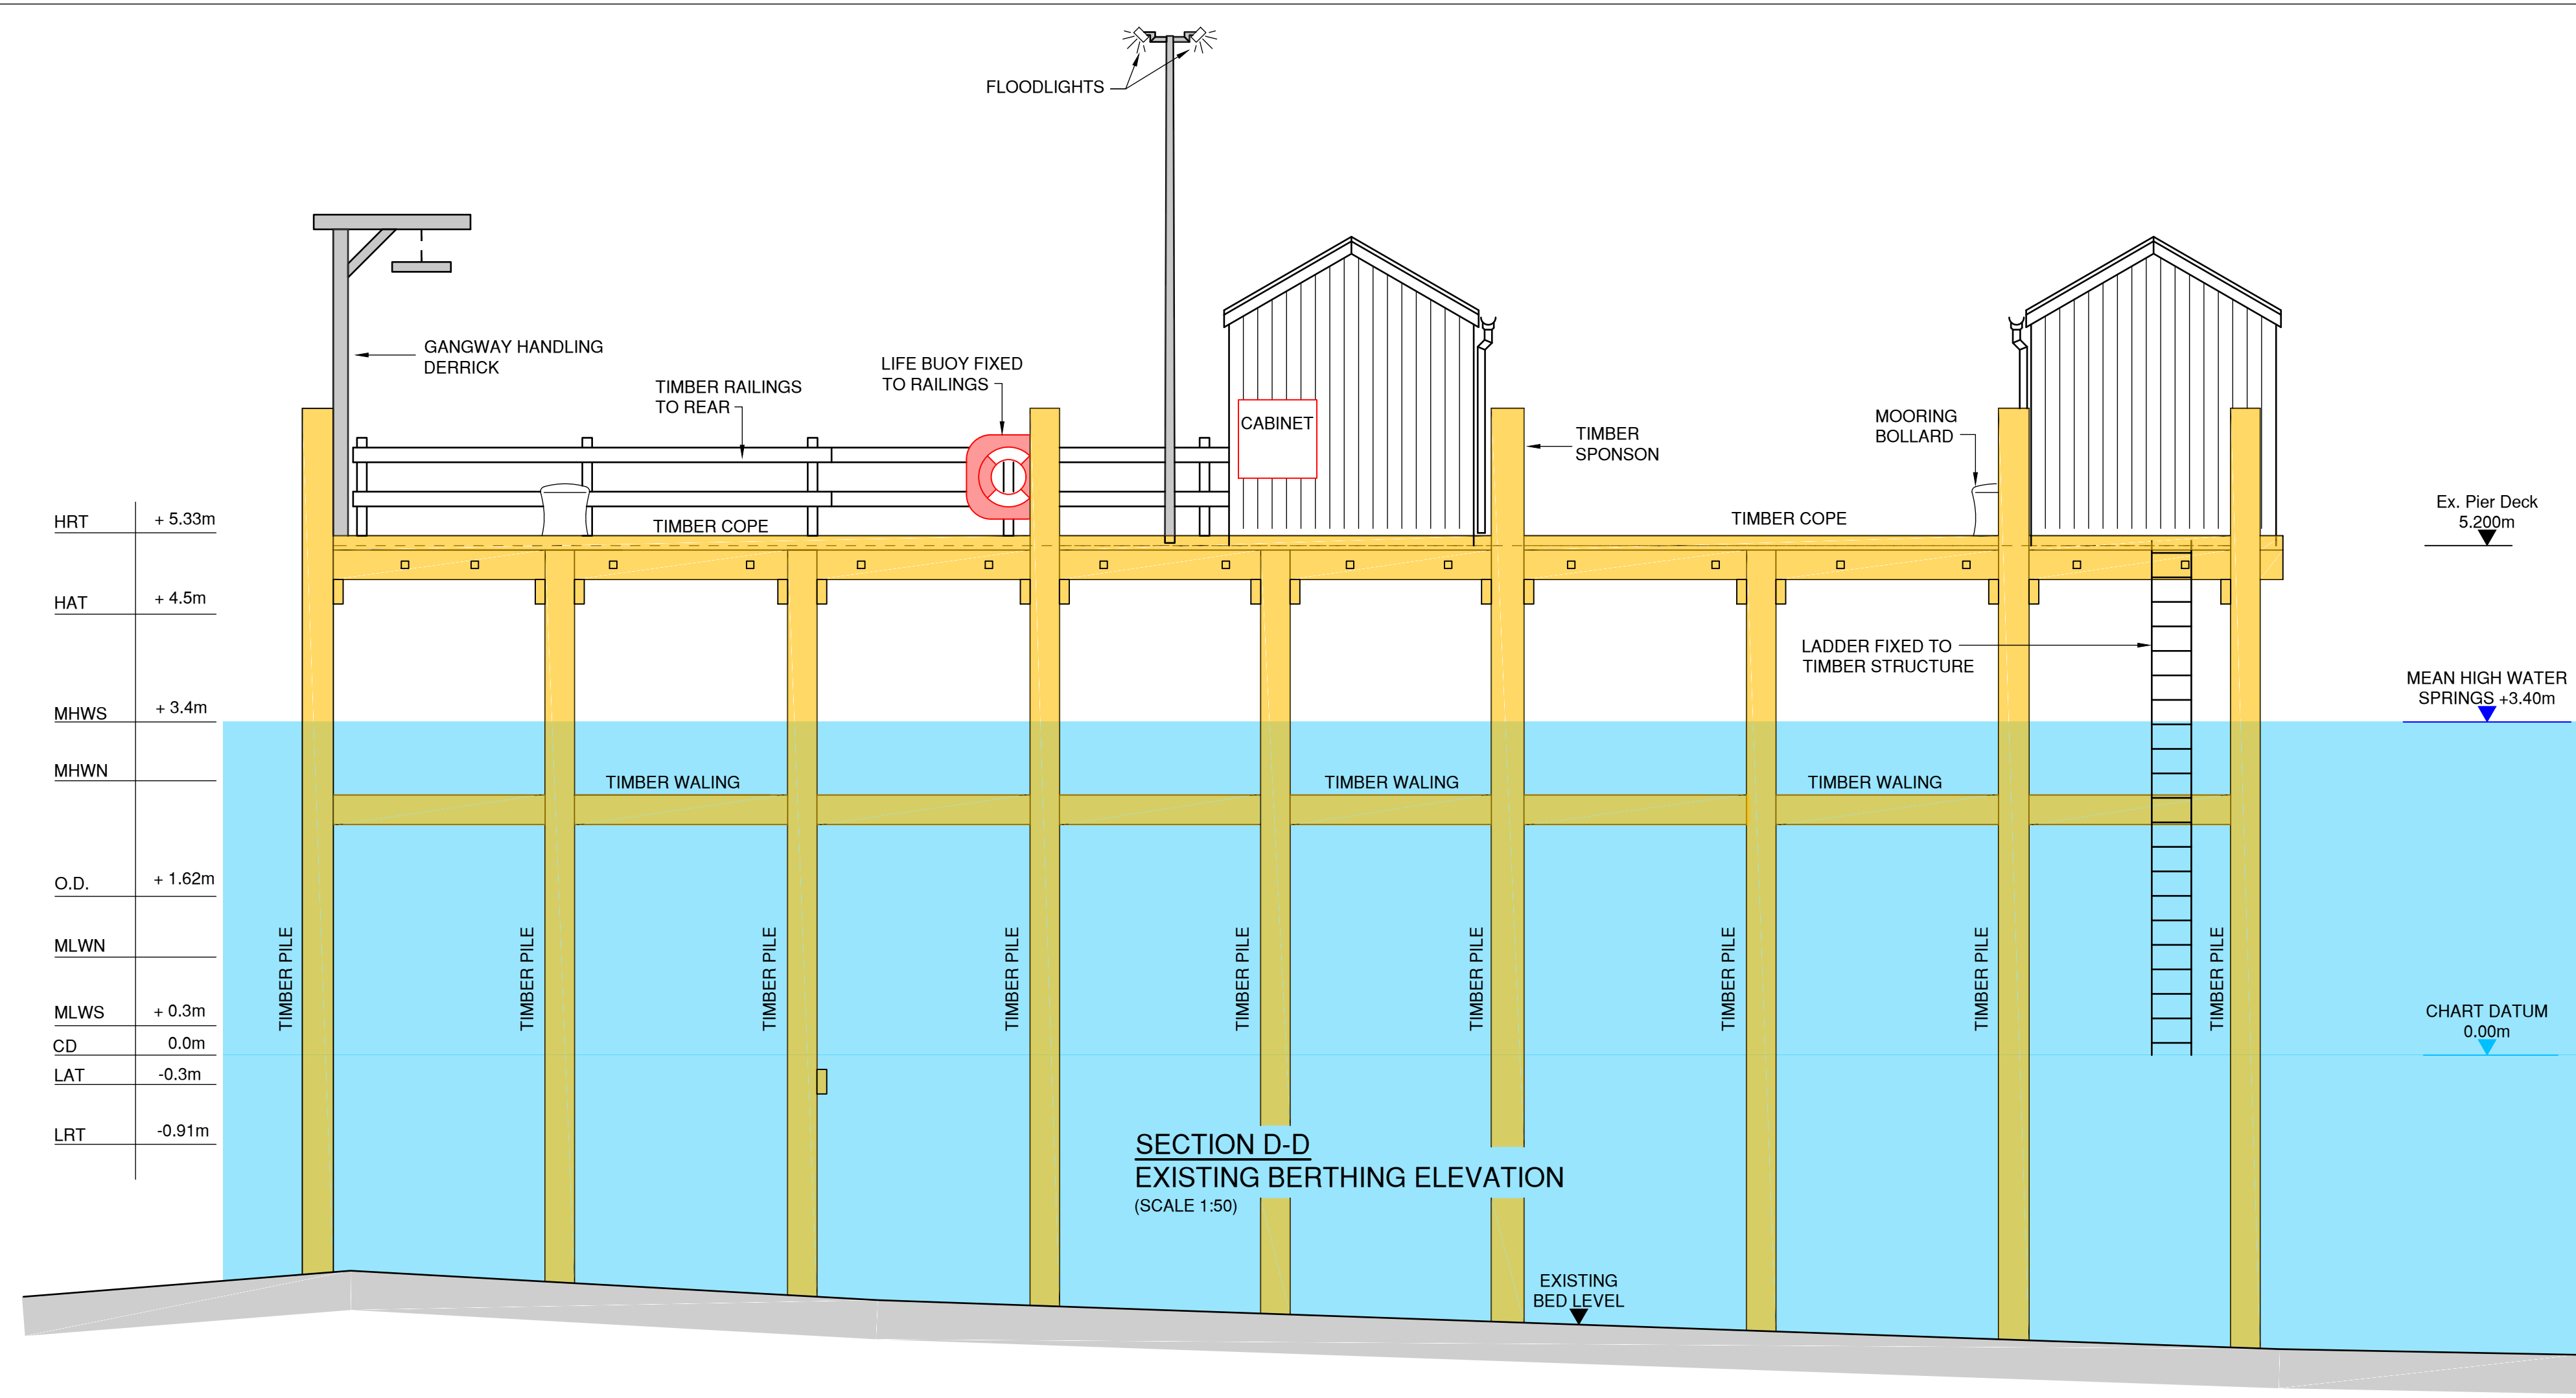 FLOODLIGHTS
GANGWAY HANDLING
DERRICK
TIMBER RAILINGS
TO REAR
LIFE BUOY FIXED
TO RAILINGS
CABINET
TIMBER
SPONSON
MOORING
BOLLARD
TIMBER COPE
TIMBER COPE
Ex. Pier Deck
5.200m
HRT + 5.33m
HAT + 4.5m
MHWS + 3.4m
MHWN
O.D. + 1.62m
MLWN
MLWS + 0.3m
CD 0.0m
LAT -0.3m
LRT -0.91m
LADDER FIXED TO
TIMBER STRUCTURE
MEAN HIGH WATER
SPRINGS +3.40m
TIMBER WALING
TIMBER WALING
TIMBER WALING
TIMBER PILE
TIMBER PILE
TIMBER PILE
TIMBER PILE
TIMBER PILE
TIMBER PILE
TIMBER PILE
TIMBER PILE
TIMBER PILE
CHART DATUM
0.00m
SECTION D-D
EXISTING BERTHING ELEVATION
(SCALE 1:50)
EXISTING
BED LEVEL